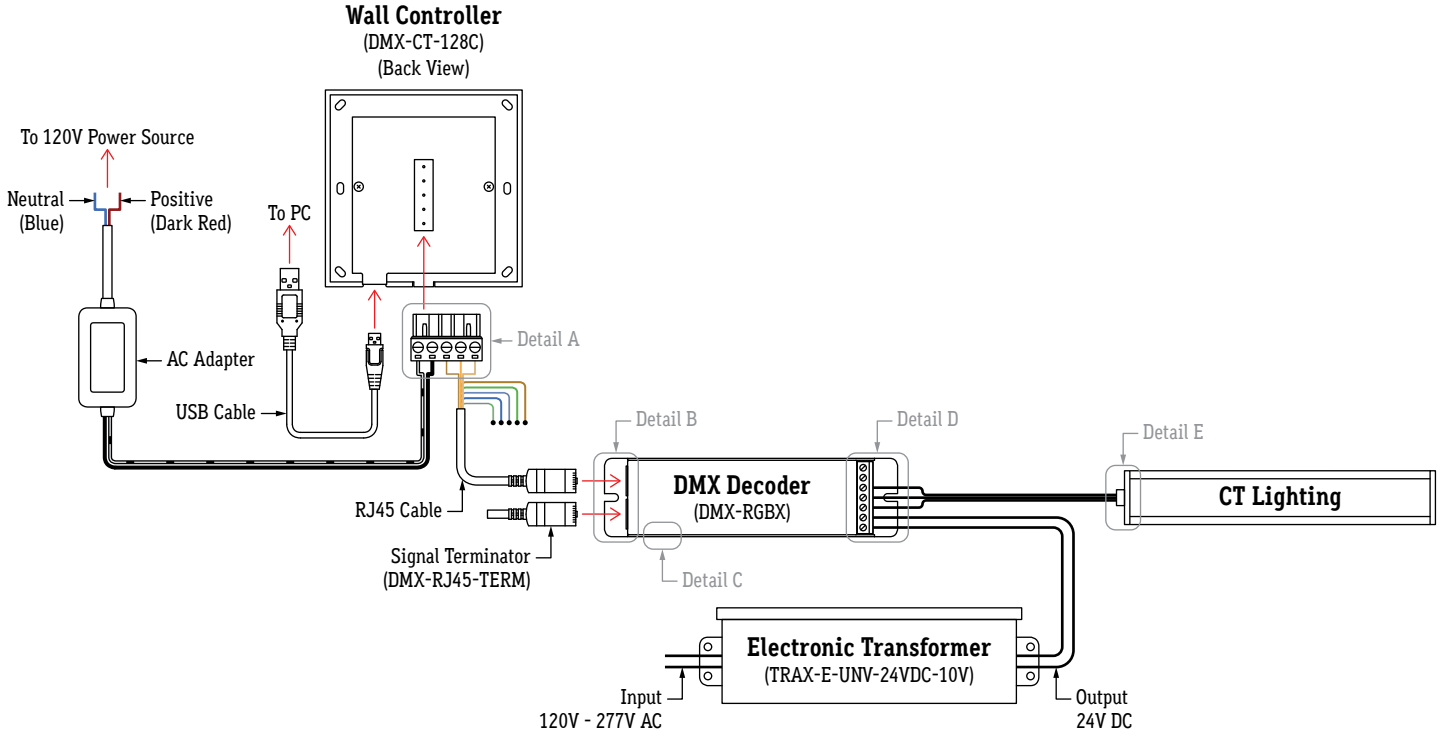 Wall Controller
(DMX-CT-128C)
(Back View)
To 120V Power Source
Neutral
(Blue)
Positive
(Dark Red)
To PC
Detail A
AC Adapter
USB Cable
Detail B
Detail D
Detail E
DMX Decoder
(DMX-RGBX)
CT Lighting
RJ45 Cable
Signal Terminator
(DMX-RJ45-TERM)
Detail C
Electronic Transformer
(TRAX-E-UNV-24VDC-10V)
Input
120V - 277V AC
Output
24V DC